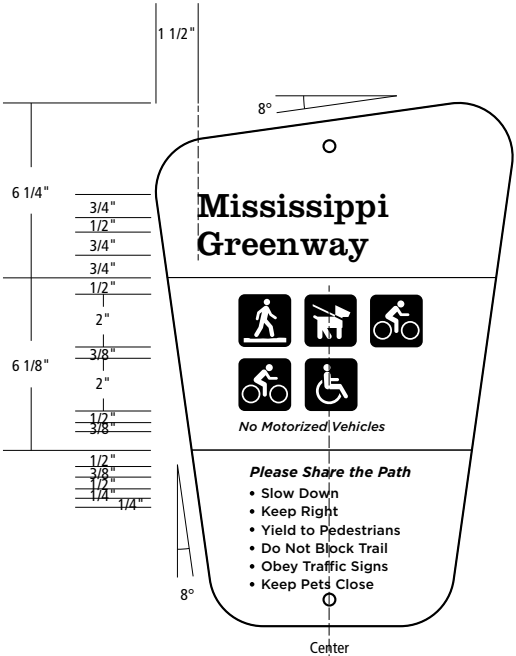 1 1/2"
8°
6 1/4"
3/4"
1/2"
3/4"
3/4"
Mississippi
Greenway
1/2"
2"
3/8"
2"
1/2"
3/8"
6 1/8"
No Motorized Vehicles
1/2"
3/8"
1/2"
1/4"
1/4"
Please Share the Path
• Slow Down
• Keep Right
• Yield to Pedestrians
• Do Not Block Trail
• Obey Traffic Signs
• Keep Pets Close
8°
Center